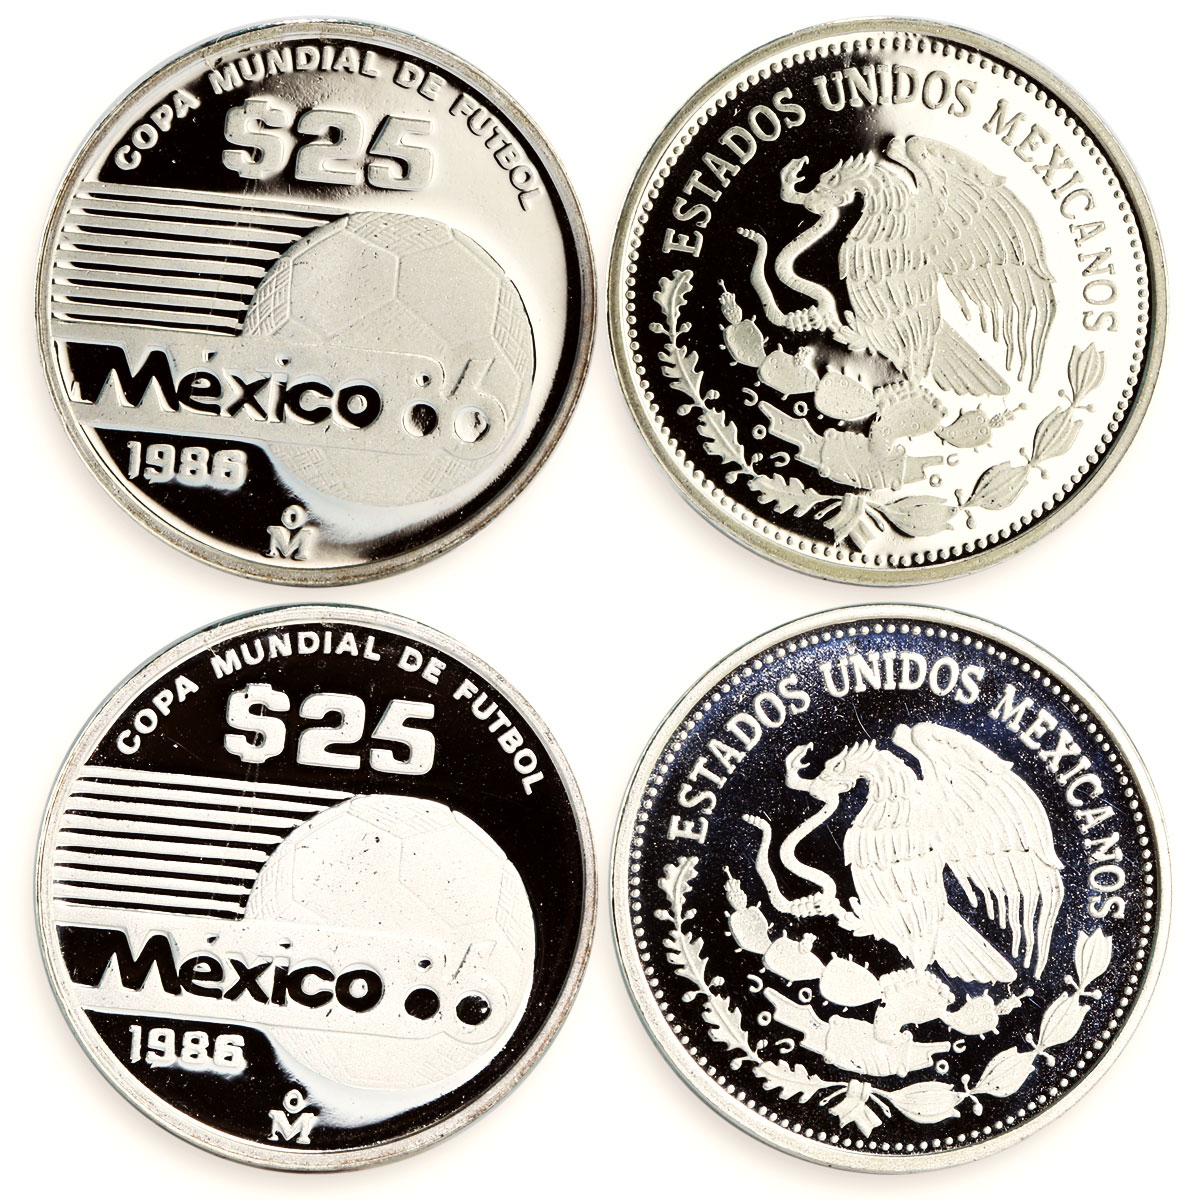 COPA MUNDIAL DE FUTBOL
$25
México 86
1986
Mo
ESTADOS UNIDOS MEXICANOS
COPA MUNDIAL DE FUTBOL
$25
México 86
1986
Mo
ESTADOS UNIDOS MEXICANOS